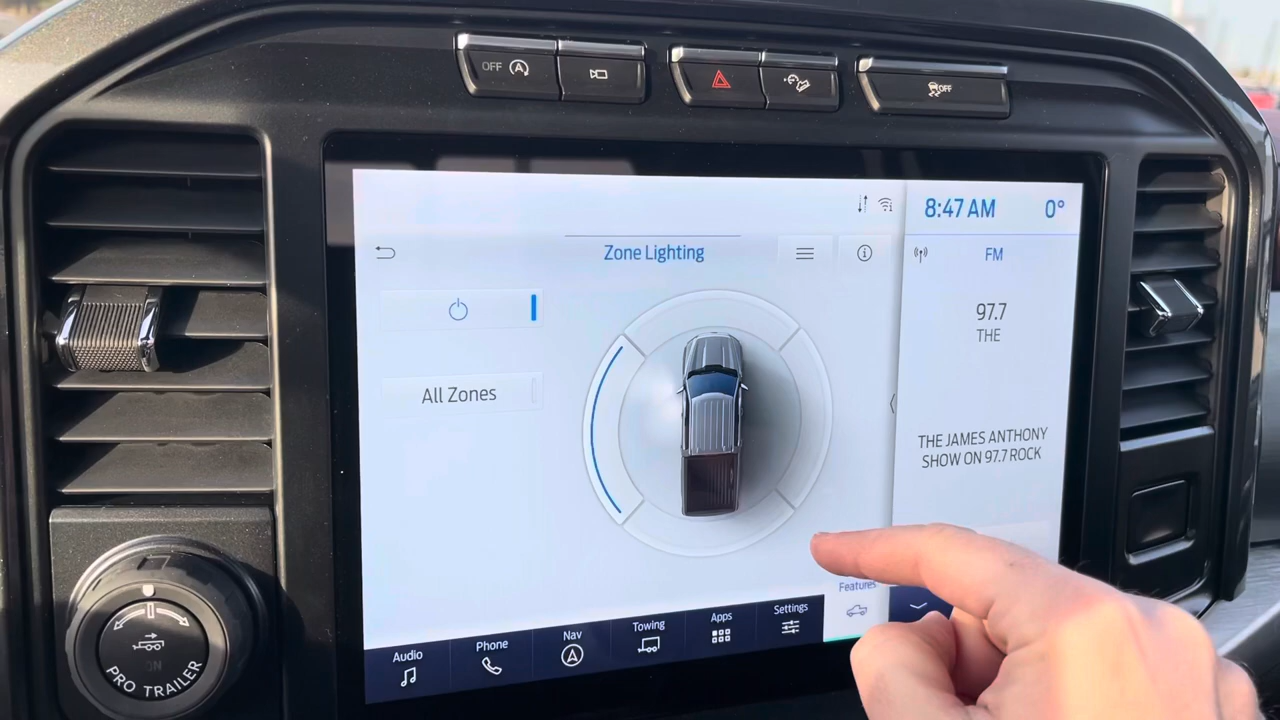 OFF
OFF
8:47 AM 0°
Zone Lighting
FM
97.7
THE
All Zones
THE JAMES ANTHONY
SHOW ON 97.7 ROCK
Features
Audio
Phone
Nav
Towing
Apps
Settings
ON
PRO TRAILER